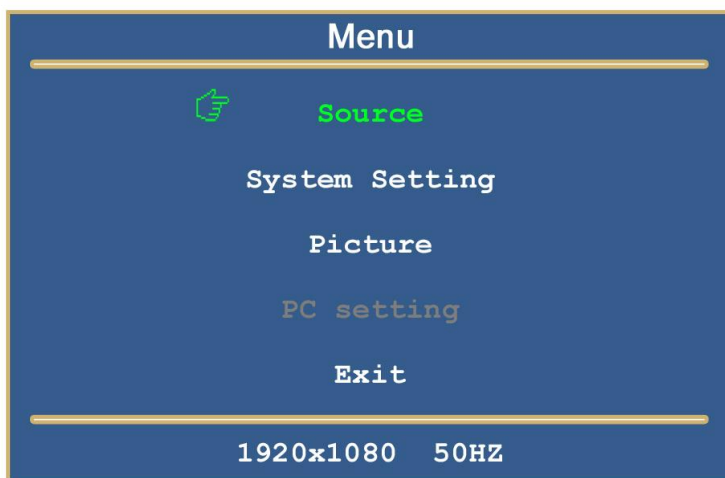 Menu
Source
System Setting
Picture
PC setting
Exit
1920x1080 50HZ